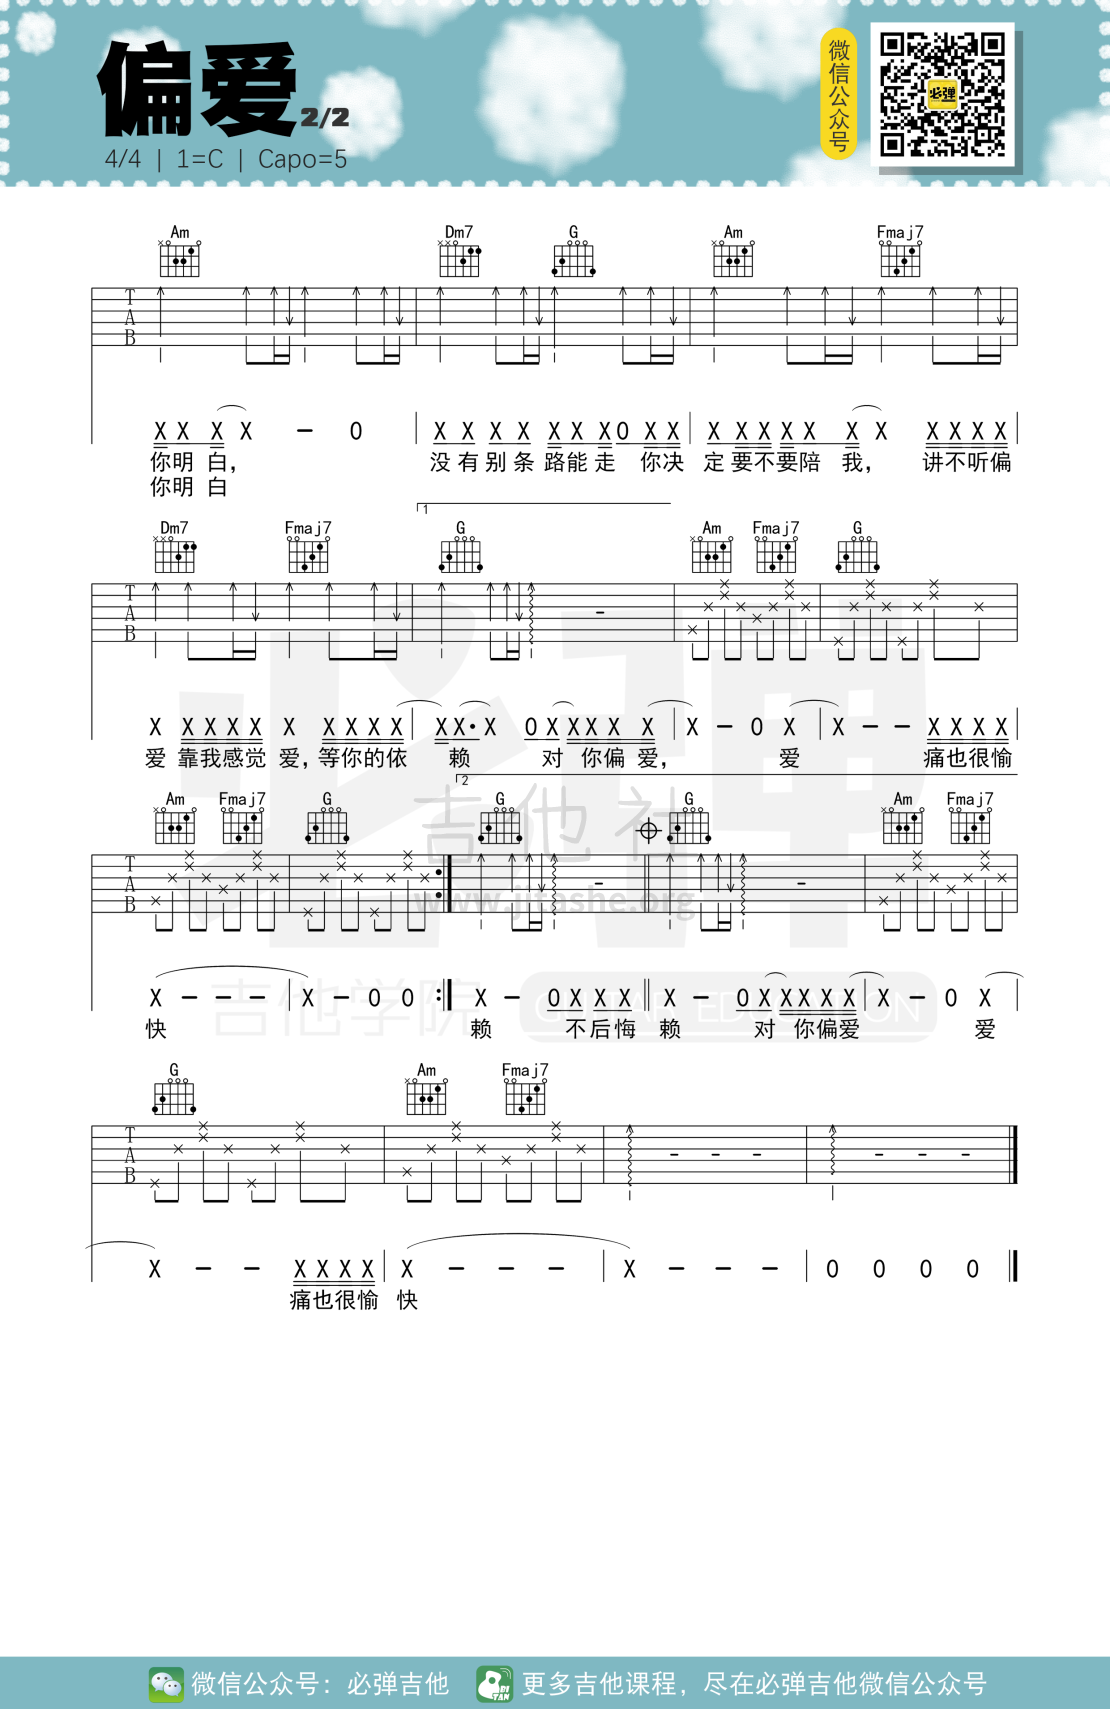 偏爱2/2
4/4 | 1=C | Capo=5
微信公众号
必弹
Am Dm7 G Am Fmaj7
T A B
X X X X - 0 X X X X X X X 0 X X X X X X X X X X X X X
你明 白， 没有别条路能走 你决定要不要陪 我， 讲不听偏
你明 白
1
Dm7 Fmaj7 G Am Fmaj7 G
T A B
X X X X X X X X X X X X· X 0 X X X X X X - 0 X X - - X X X X
爱 靠我感觉 爱，等你的依 赖 对 你偏 爱， 爱 痛也很愉
2
Am Fmaj7 G G G Am Fmaj7
T A B
X - - - X - 0 0 X - 0 X X X X - 0 X X X X X X - 0 X
快 赖 不后悔 赖 对 你偏爱 爱
G Am Fmaj7
T A B
X - - X X X X X - - - X - - - 0 0 0 0
痛也很愉 快
必弹
吉他社
www.jitashe.org
吉他学院 GUITAR EDUCATION
微信公众号：必弹吉他 BITAN 更多吉他课程，尽在必弹吉他微信公众号